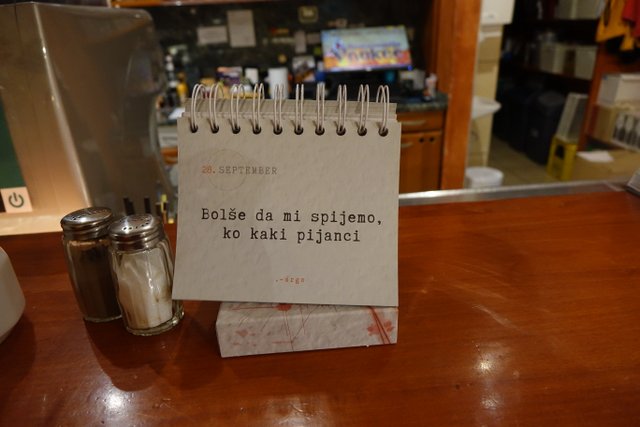 28. SEPTEMBER
Bolše da mi spijemo,
ko kaki pijanci